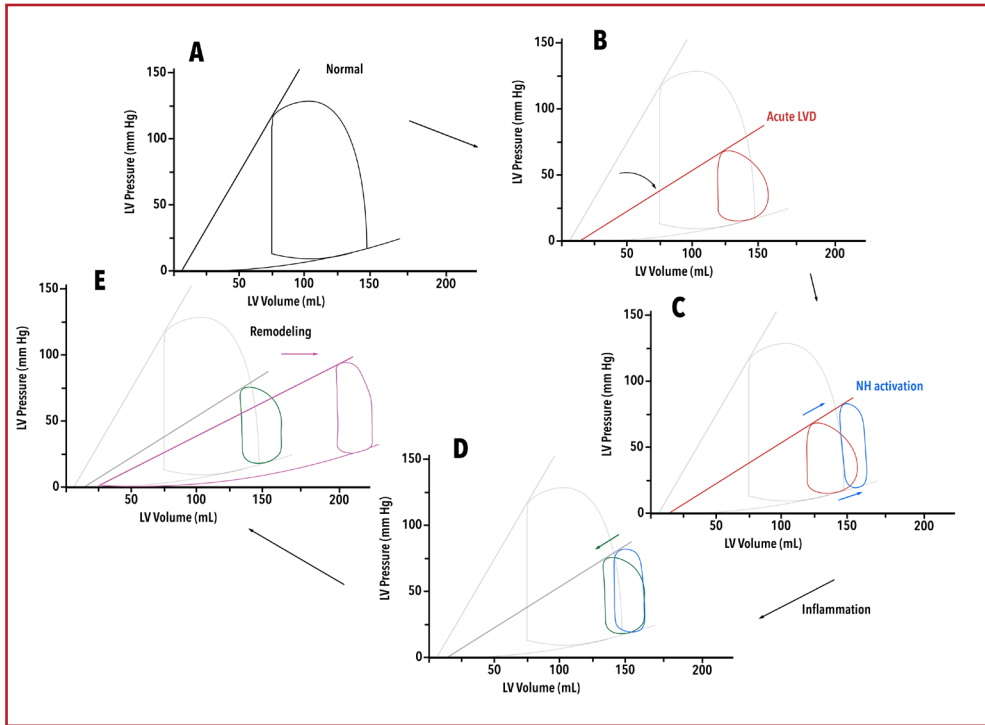 A
Normal
150
100
50
0
LV Pressure (mm Hg)
50
100
150
200
LV Volume (mL)
B
Acute LVD
150
100
50
0
LV Pressure (mm Hg)
50
100
150
200
LV Volume (mL)
C
NH activation
150
100
50
0
LV Pressure (mm Hg)
50
100
150
200
LV Volume (mL)
Inflammation
D
150
100
50
0
LV Pressure (mm Hg)
50
100
150
200
LV Volume (mL)
E
Remodeling
150
100
50
0
LV Pressure (mm Hg)
50
100
150
200
LV Volume (mL)